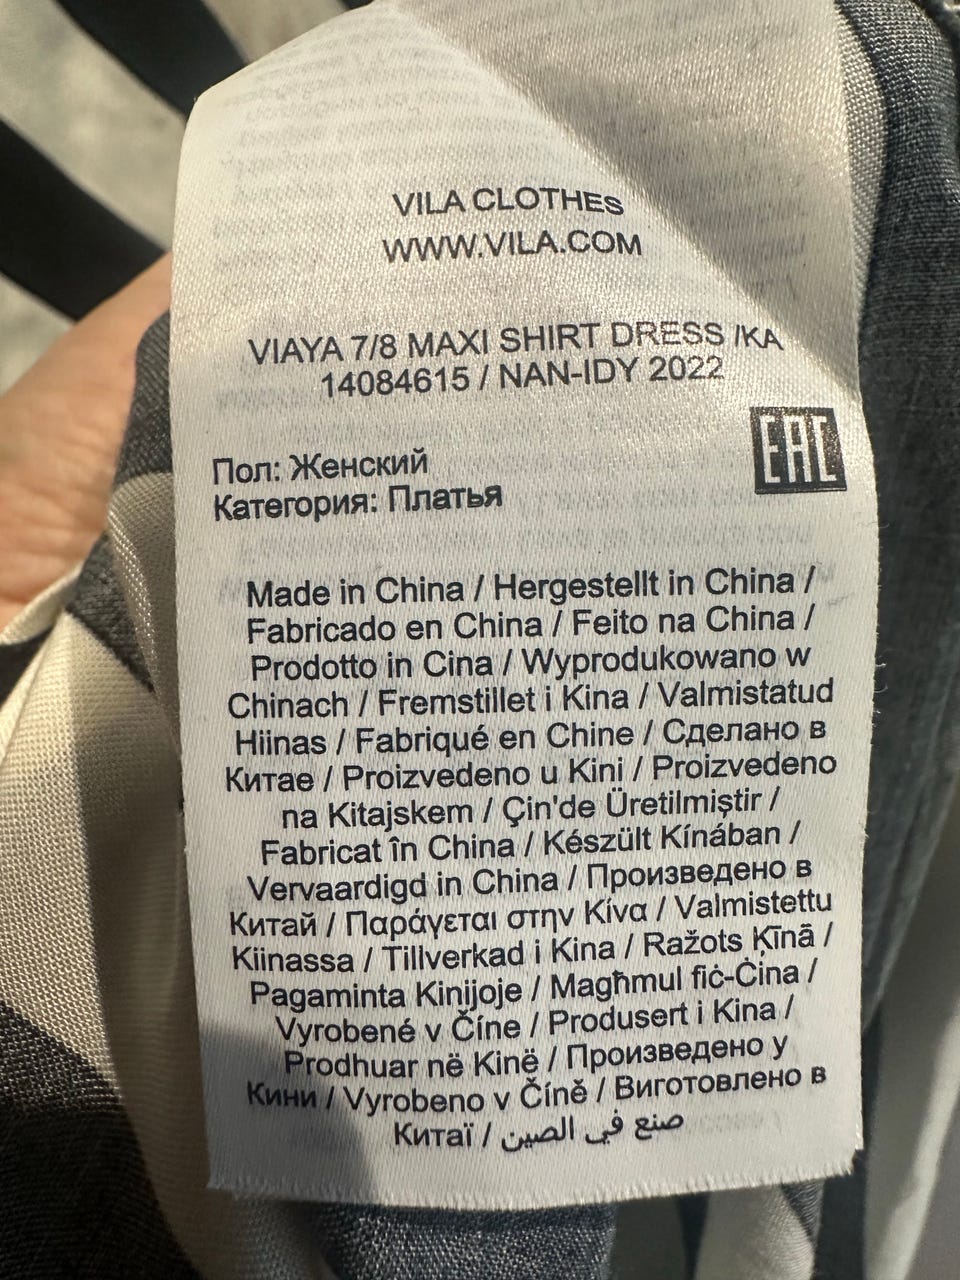 VILA CLOTHES
WWW.VILA.COM
VIAYA 7/8 MAXI SHIRT DRESS /KA
14084615 / NAN-IDY 2022
EAC
Пол: Женский
Категория: Платья
Made in China / Hergestellt in China /
Fabricado en China / Feito na China /
Prodotto in Cina / Wyprodukowano w
Chinach / Fremstillet i Kina / Valmistatud
Hiinas / Fabriqué en Chine / Сделано в
Китае / Proizvedeno u Kini / Proizvedeno
na Kitajskem / Çin'de Üretilmiştir /
Fabricat în China / Készült Kínában /
Vervaardigd in China / Произведено в
Китай / Παράγεται στην Κίνα / Valmistettu
Kiinassa / Tillverkad i Kina / Ražots Ķīnā /
Pagaminta Kinijoje / Magħmul fiċ-Ċina /
Vyrobené v Číne / Produsert i Kina /
Prodhuar në Kinë / Произведено у
Кини / Vyrobeno v Číně / Виготовлено в
Китаї / صنع في الصين